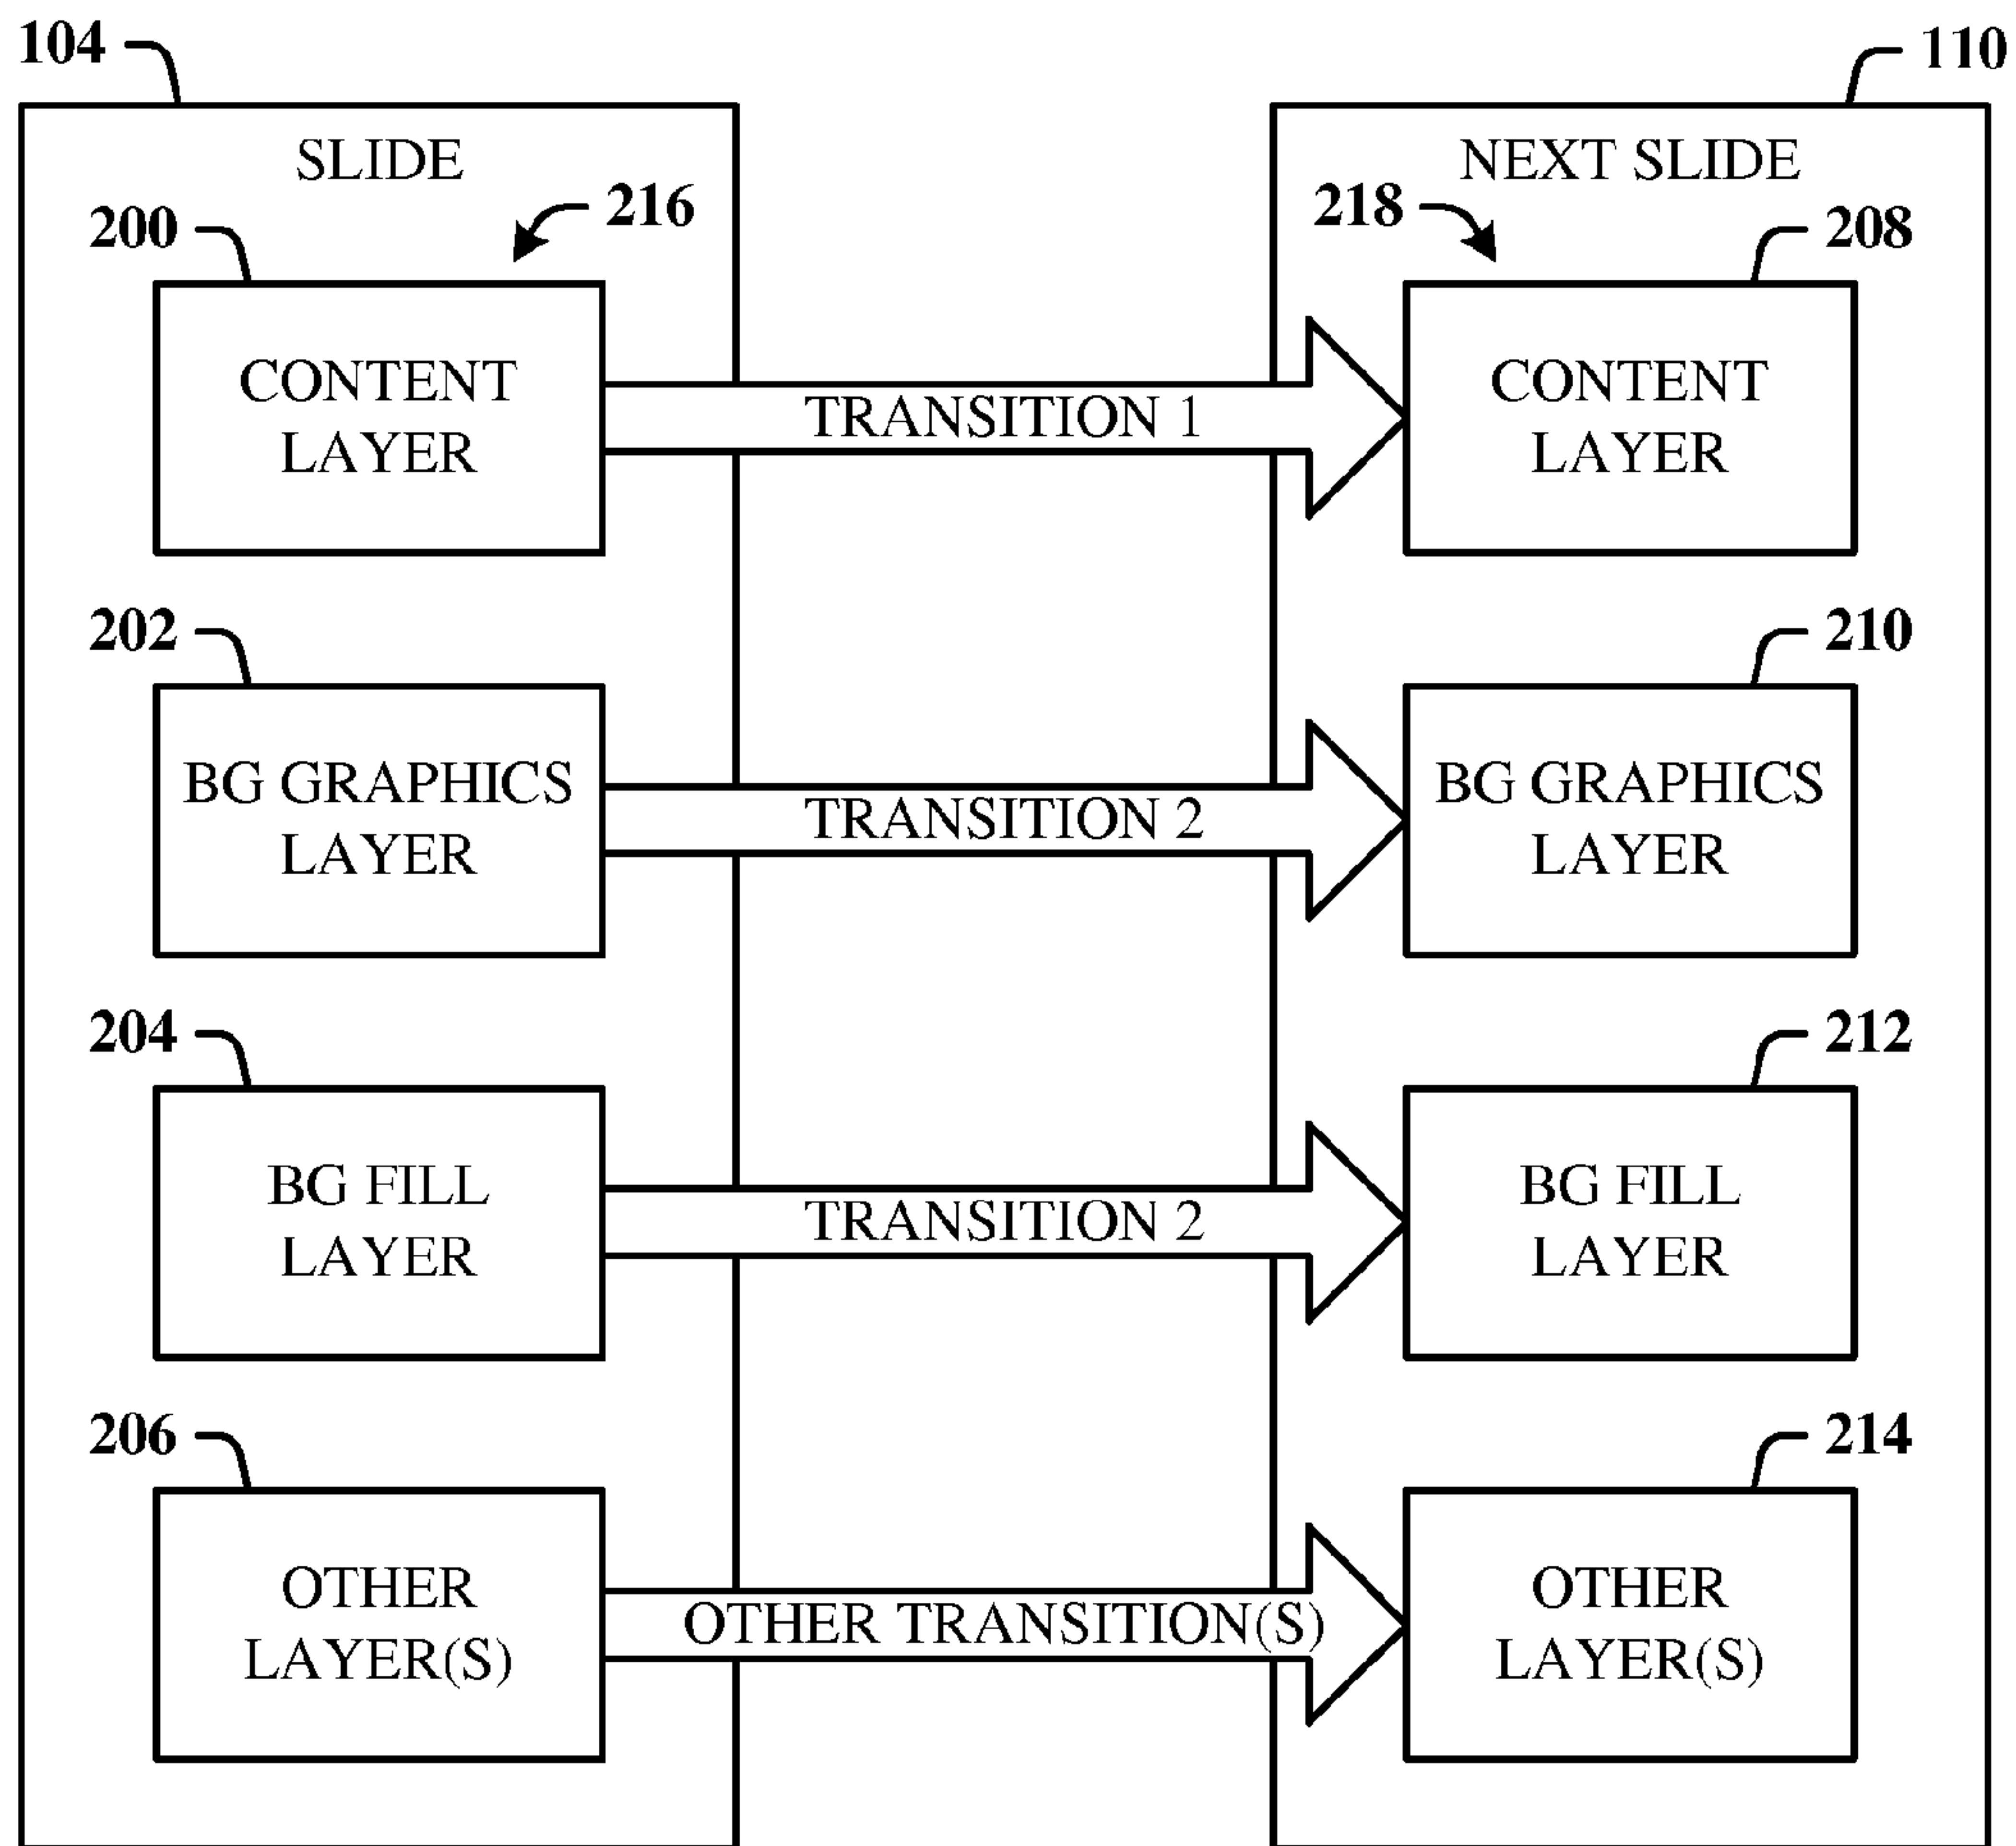 104
110
SLIDE
NEXT SLIDE
200
216
218
208
CONTENT
LAYER
TRANSITION 1
CONTENT
LAYER
202
210
BG GRAPHICS
LAYER
TRANSITION 2
BG GRAPHICS
LAYER
204
212
BG FILL
LAYER
TRANSITION 2
BG FILL
LAYER
206
214
OTHER
LAYER(S)
OTHER TRANSITION(S)
OTHER
LAYER(S)